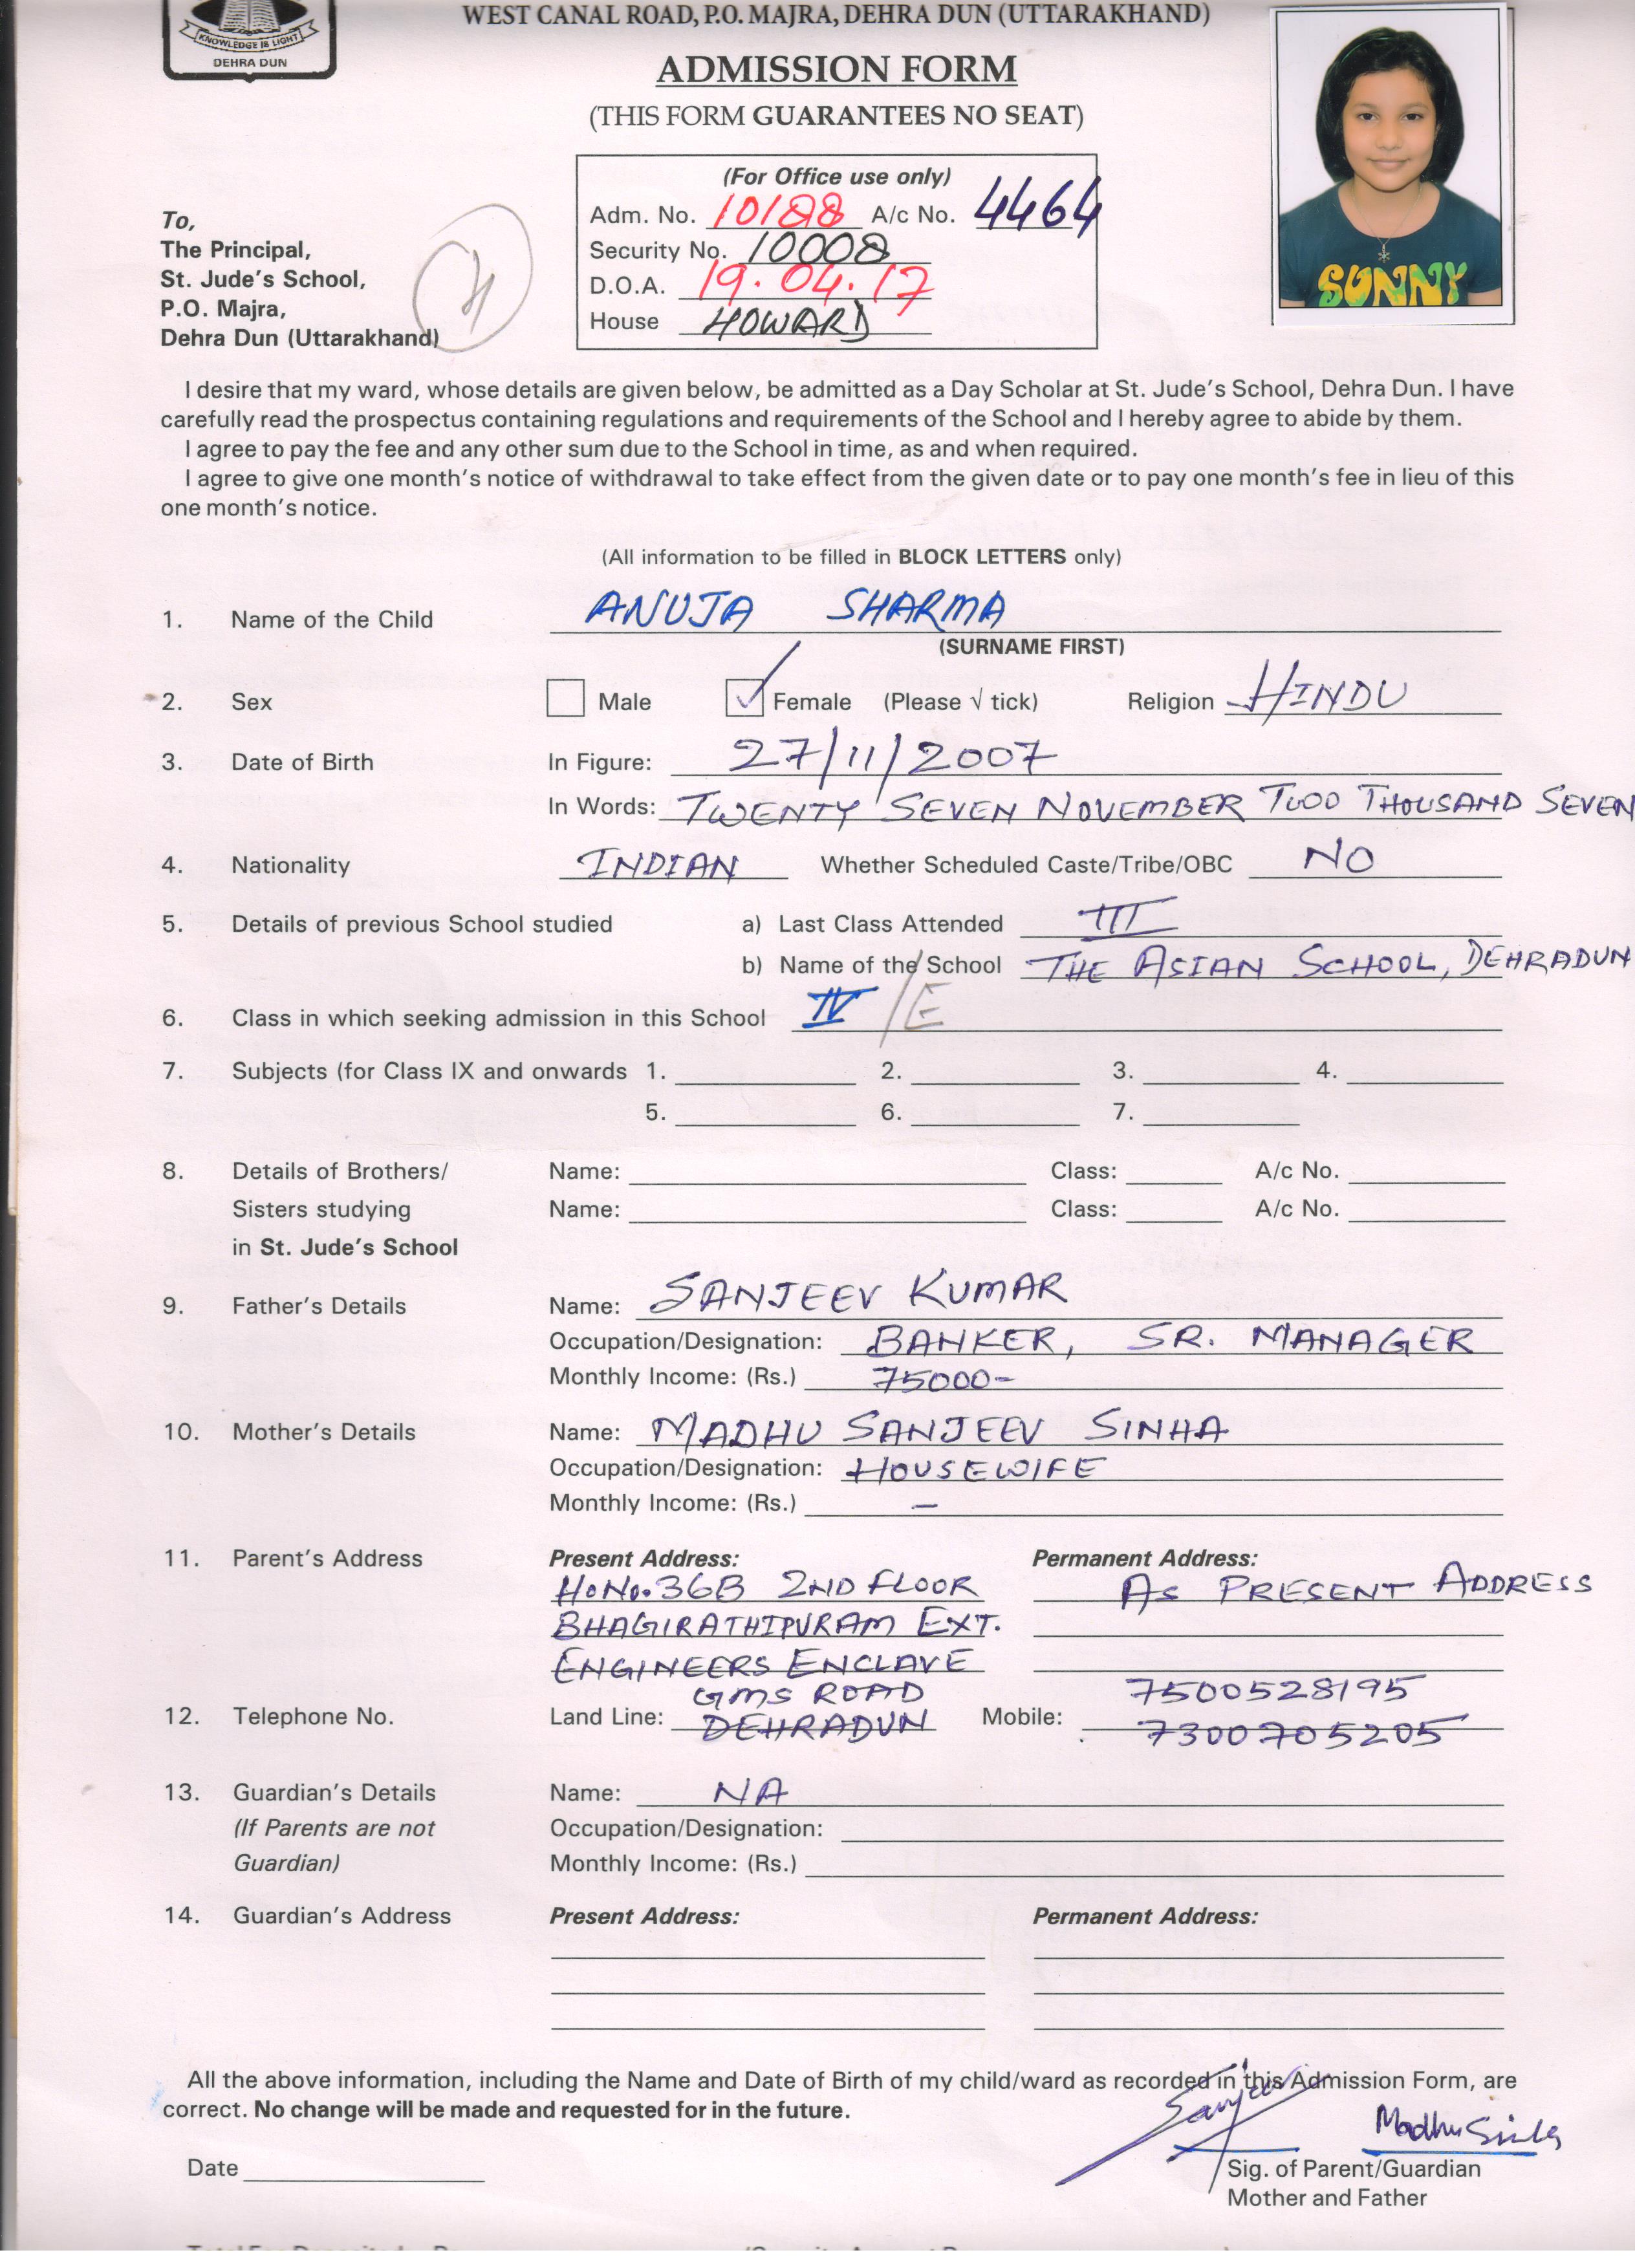 KNOWLEDGE IS LIGHT
DEHRA DUN
WEST CANAL ROAD, P.O. MAJRA, DEHRA DUN (UTTARAKHAND)
ADMISSION FORM
(THIS FORM GUARANTEES NO SEAT)
(For Office use only)
Adm. No. 10188 A/c No. 4464
Security No. 10008
D.O.A. 19.04.17
House HOWARD
To,
The Principal,
St. Jude's School,
P.O. Majra,
Dehra Dun (Uttarakhand)
SUNNY
I desire that my ward, whose details are given below, be admitted as a Day Scholar at St. Jude's School, Dehra Dun. I have
carefully read the prospectus containing regulations and requirements of the School and I hereby agree to abide by them.
I agree to pay the fee and any other sum due to the School in time, as and when required.
I agree to give one month's notice of withdrawal to take effect from the given date or to pay one month's fee in lieu of this
one month's notice.
(All information to be filled in BLOCK LETTERS only)
1. Name of the Child ANUJA SHARMA
(SURNAME FIRST)
2. Sex Male Female (Please √ tick) Religion HINDU
3. Date of Birth In Figure: 27/11/2007
In Words: TWENTY SEVEN NOVEMBER TWO THOUSAND SEVEN
4. Nationality INDIAN Whether Scheduled Caste/Tribe/OBC NO
5. Details of previous School studied a) Last Class Attended III
b) Name of the School THE ASIAN SCHOOL, DEHRADUN
6. Class in which seeking admission in this School IV /E
7. Subjects (for Class IX and onwards 1. 2. 3. 4.
5. 6. 7.
8. Details of Brothers/ Name: Class: A/c No.
Sisters studying Name: Class: A/c No.
in St. Jude's School
9. Father's Details Name: SANJEEV KUMAR
Occupation/Designation: BANKER, SR. MANAGER
Monthly Income: (Rs.) 75000-
10. Mother's Details Name: MADHU SANJEEV SINHA
Occupation/Designation: HOUSEWIFE
Monthly Income: (Rs.) –
11. Parent's Address Present Address: Permanent Address:
H.No.36B 2ND FLOOR AS PRESENT ADDRESS
BHAGIRATHIPURAM EXT.
ENGINEERS ENCLAVE
GMS ROAD 7500528195
12. Telephone No. Land Line: DEHRADUN Mobile: 7300705205
13. Guardian's Details Name: NA
(If Parents are not Occupation/Designation:
Guardian) Monthly Income: (Rs.)
14. Guardian's Address Present Address: Permanent Address:
All the above information, including the Name and Date of Birth of my child/ward as recorded in this Admission Form, are
correct. No change will be made and requested for in the future.
Sanjeev Madhu Sinha
Date Sig. of Parent/Guardian
Mother and Father